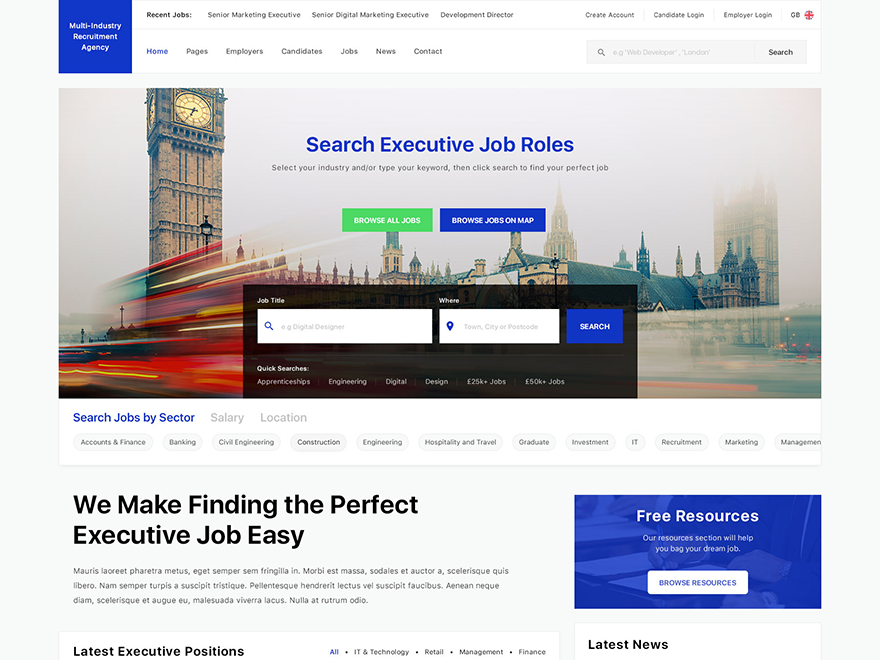 Multi-Industry
Recruitment
Agency
Recent Jobs: Senior Marketing Executive Senior Digital Marketing Executive Development Director
Create Account Candidate Login Employer Login GB
Home Pages Employers Candidates Jobs News Contact
e.g 'Web Developer' , 'London' Search
Search Executive Job Roles
Select your industry and/or type your keyword, then click search to find your perfect job
BROWSE ALL JOBS BROWSE JOBS ON MAP
Job Title Where
e.g Digital Designer Town, City or Postcode SEARCH
Quick Searches:
Apprenticeships Engineering Digital Design £25k+ Jobs £50k+ Jobs
Search Jobs by Sector Salary Location
Accounts & Finance Banking Civil Engineering Construction Engineering Hospitality and Travel Graduate Investment IT Recruitment Marketing Managemen
We Make Finding the Perfect
Executive Job Easy
Mauris laoreet pharetra metus, eget semper sem fringilla in. Morbi est massa, sodales et auctor a, scelerisque quis
libero. Nam semper turpis a suscipit tristique. Pellentesque hendrerit lectus vel suscipit faucibus. Aenean neque
diam, scelerisque et augue eu, malesuada viverra lacus. Nulla at rutrum odio.
Free Resources
Our resources section will help
you bag your dream job.
BROWSE RESOURCES
Latest Executive Positions All • IT & Technology • Retail • Management • Finance
Latest News